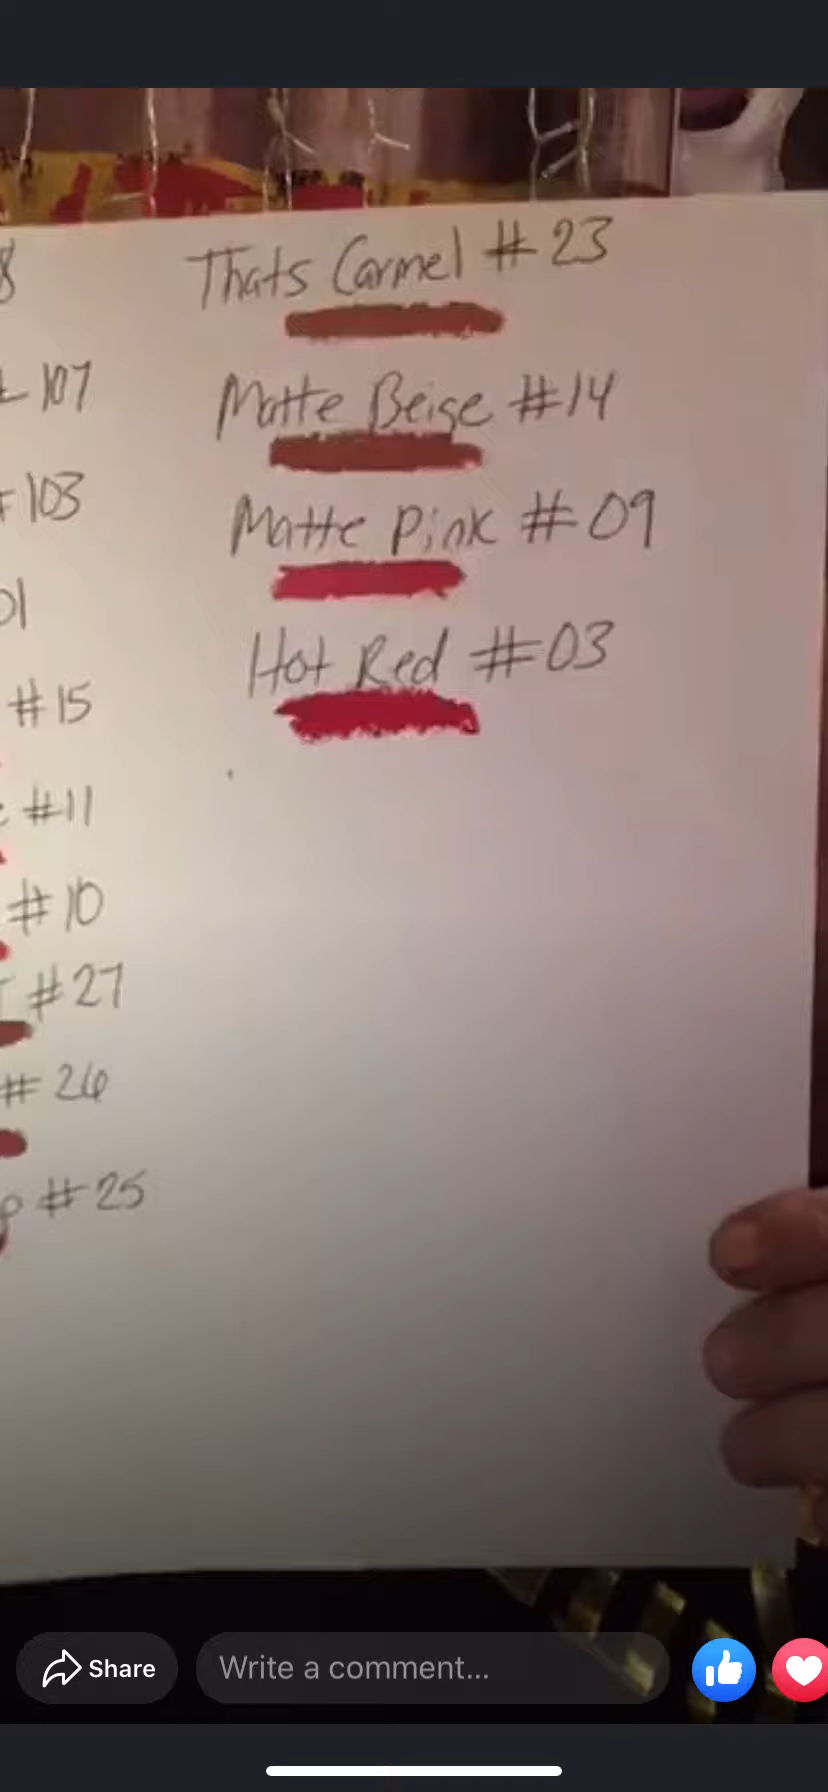 Thats Carmel #23
Matte Beige #14
Matte Pink #09
Hot Red #03
107
103
01
#15
#11
#10
#27
#26
#25
Share
Write a comment...